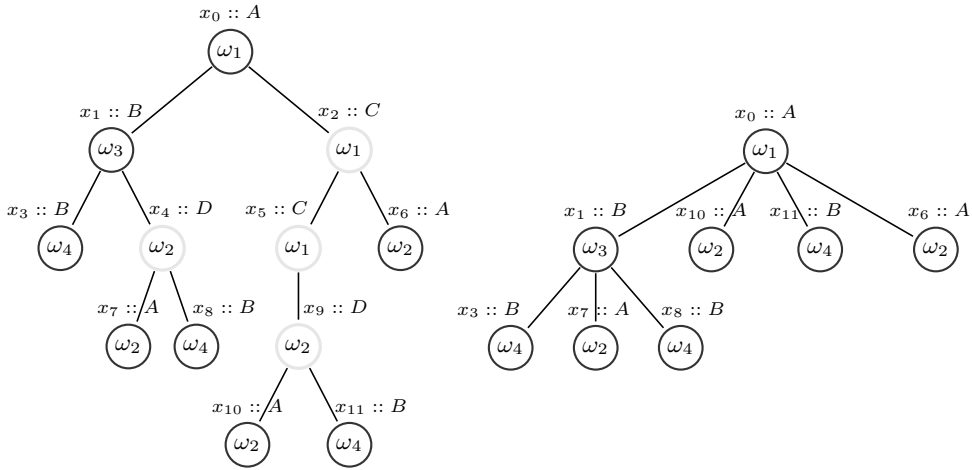 x₀ :: A
ω₁
x₁ :: B
x₂ :: C
ω₃
ω₁
x₃ :: B
x₄ :: D
x₅ :: C
x₆ :: A
ω₄
ω₂
ω₁
ω₂
x₇ :: A
x₈ :: B
x₉ :: D
ω₂
ω₄
ω₂
x₁₀ :: A
x₁₁ :: B
ω₂
ω₄
x₀ :: A
ω₁
x₁ :: B
x₁₀ :: A
x₁₁ :: B
x₆ :: A
ω₃
ω₂
ω₄
ω₂
x₃ :: B
x₇ :: A
x₈ :: B
ω₄
ω₂
ω₄